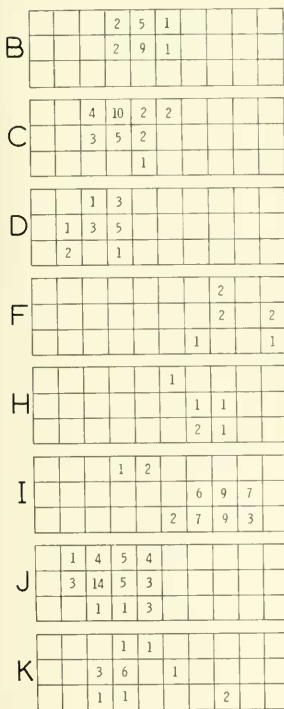 2 5 1
B 2 9 1
4 10 2 2
C 3 5 2
1
1 3
D 1 3 5
2 1
2
F 2 2
1 1
1
H 1 1
2 1
1 2
I 6 9 7
2 7 9 3
1 4 5 4
J 3 14 5 3
1 1 3
1 1
K 3 6 1
1 1 2